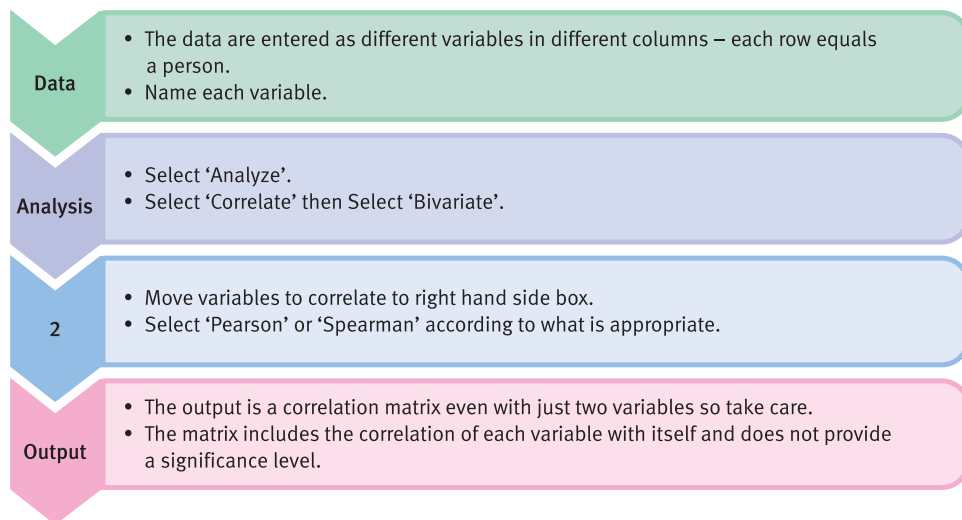 Data
• The data are entered as different variables in different columns – each row equals
a person.
• Name each variable.
Analysis
• Select ‘Analyze’.
• Select ‘Correlate’ then Select ‘Bivariate’.
2
• Move variables to correlate to right hand side box.
• Select ‘Pearson’ or ‘Spearman’ according to what is appropriate.
Output
• The output is a correlation matrix even with just two variables so take care.
• The matrix includes the correlation of each variable with itself and does not provide
a significance level.